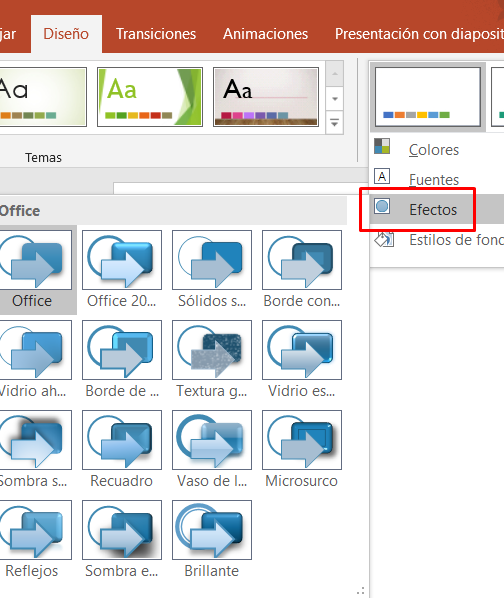 jar Diseño Transiciones Animaciones Presentación con diaposit
Aa Aa Aa
Temas
Colores
A Fuentes
Efectos
Estilos de fond
Office
Office Office 20... Sólidos s... Borde con...
Vidrio ah... Borde de ... Textura g... Vidrio es...
Sombra s... Recuadro Vaso de l... Microsurco
Reflejos Sombra e... Brillante